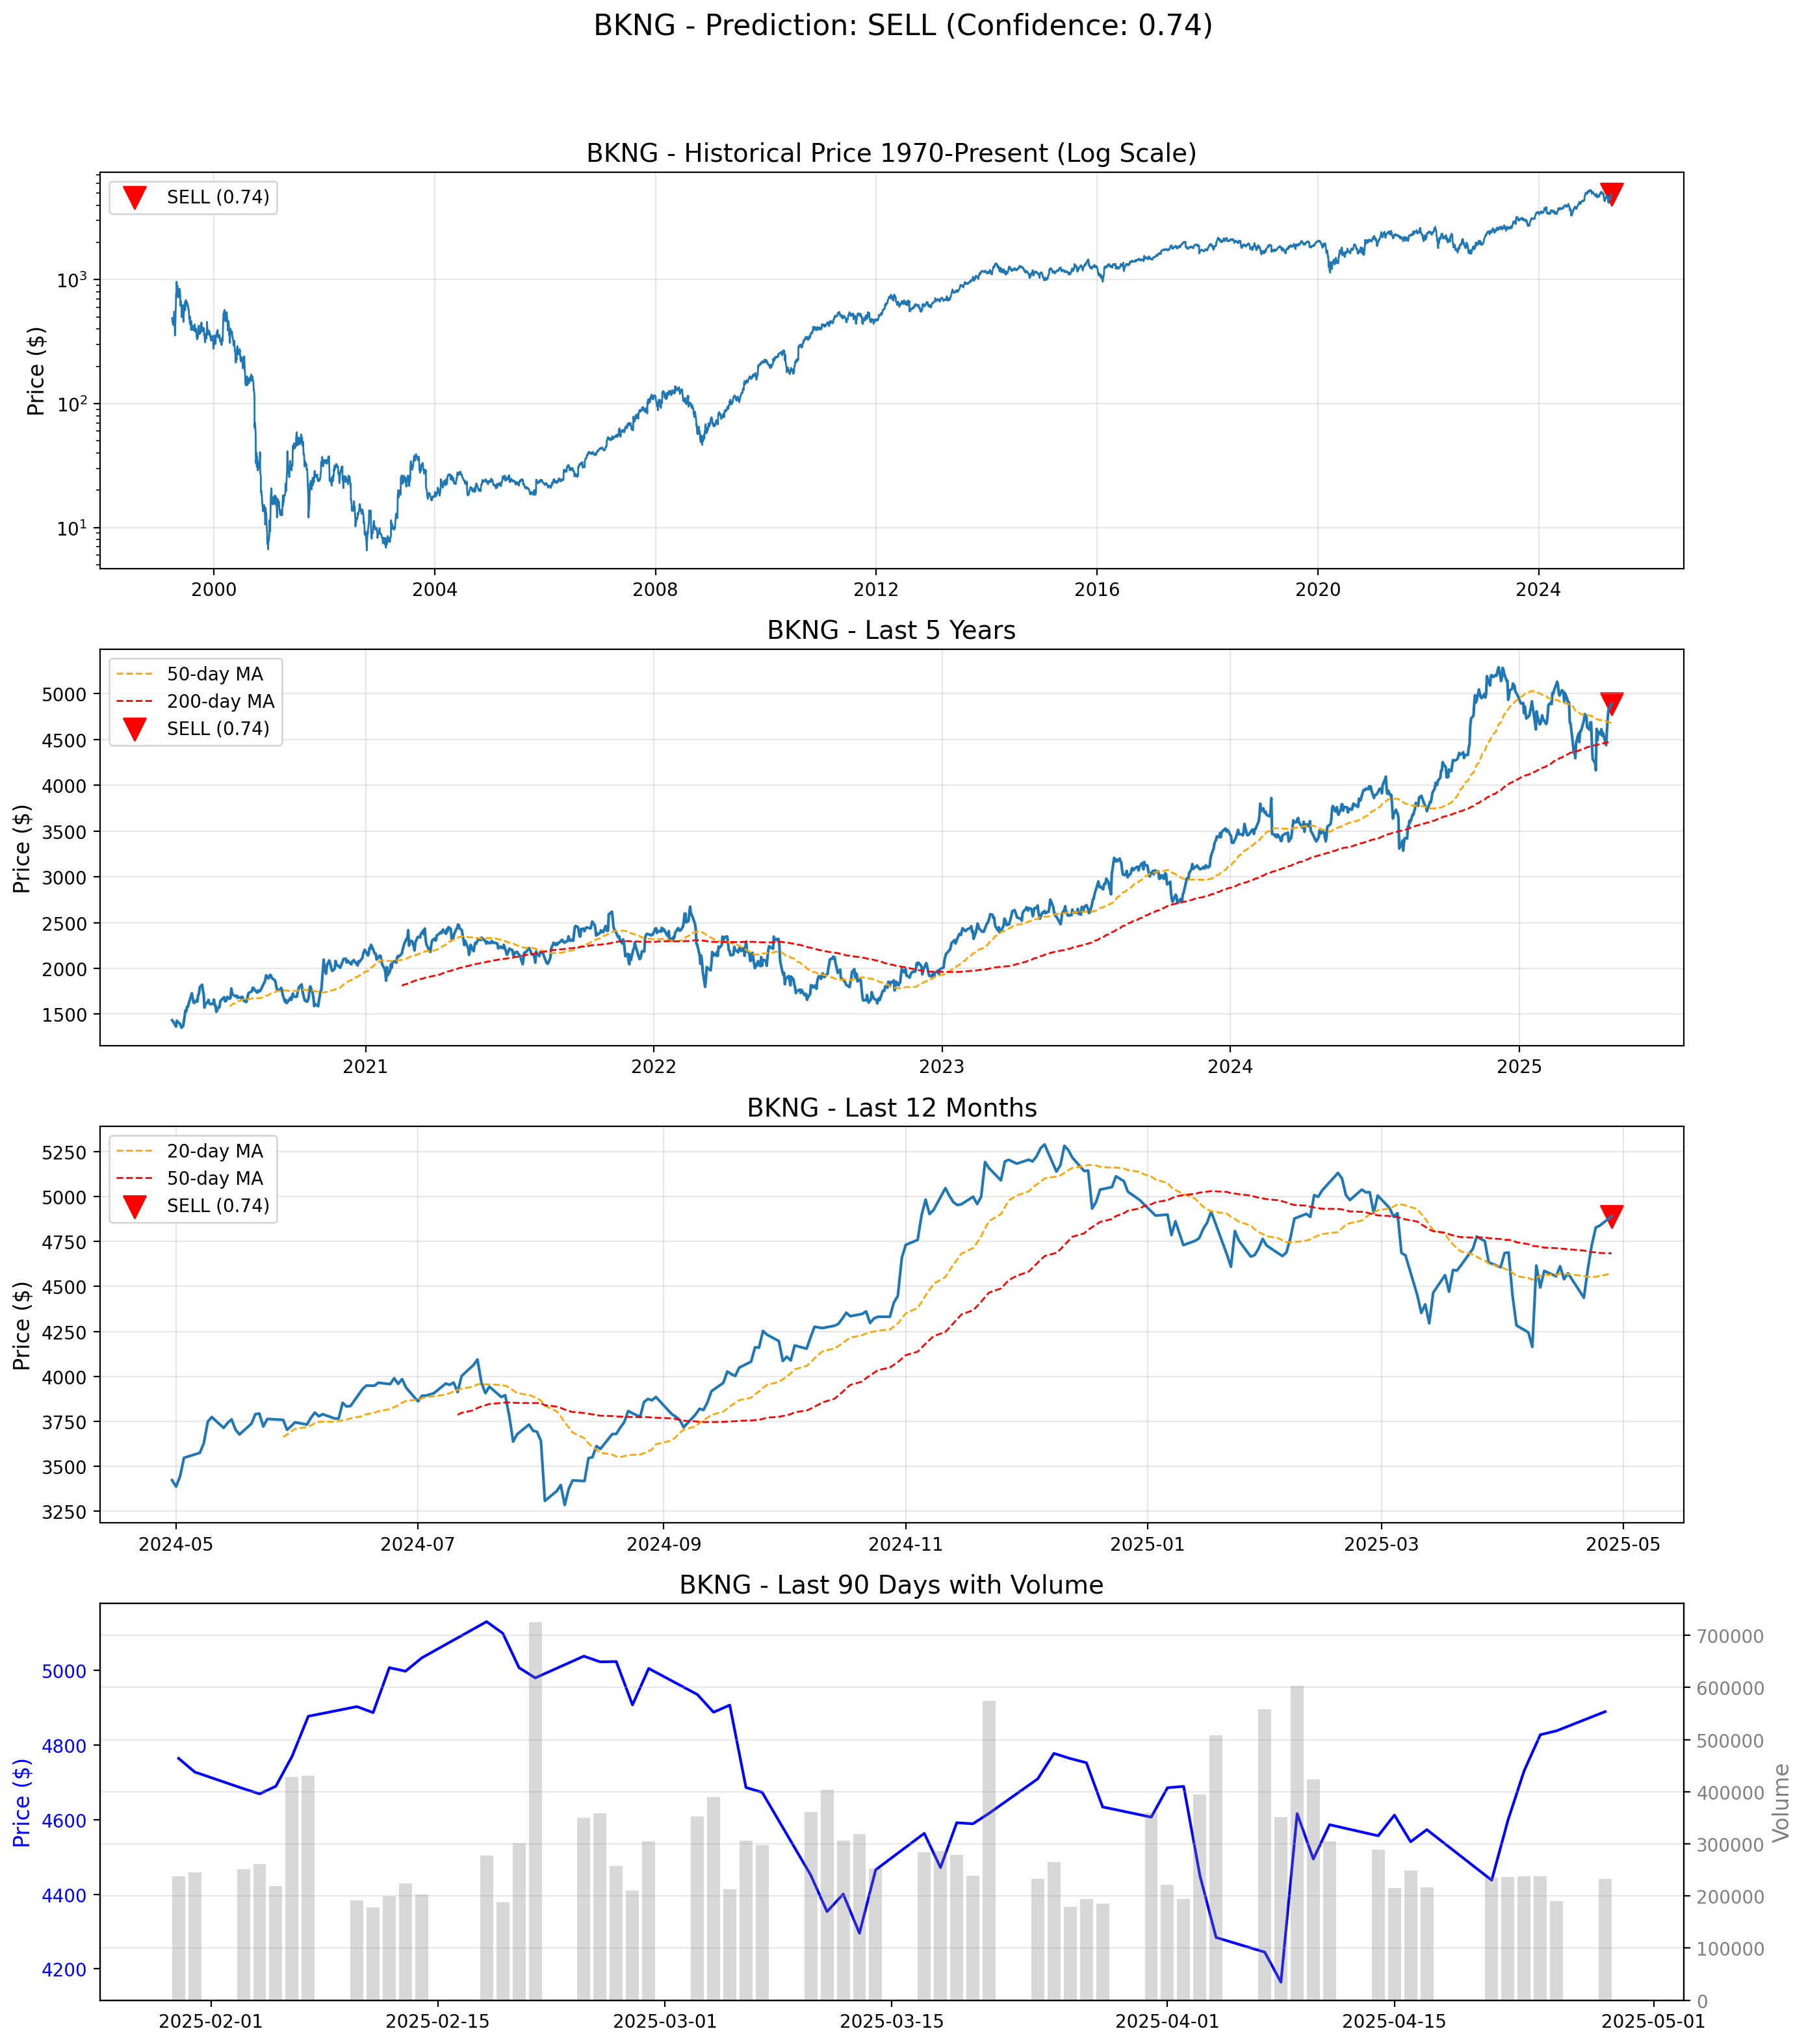 BKNG - Prediction: SELL (Confidence: 0.74)
BKNG - Historical Price 1970-Present (Log Scale)
SELL (0.74)
Price ($)
10³
10²
10¹
2000 2004 2008 2012 2016 2020 2024
BKNG - Last 5 Years
50-day MA
200-day MA
SELL (0.74)
Price ($)
5000
4500
4000
3500
3000
2500
2000
1500
2021 2022 2023 2024 2025
BKNG - Last 12 Months
20-day MA
50-day MA
SELL (0.74)
Price ($)
5250
5000
4750
4500
4250
4000
3750
3500
3250
2024-05 2024-07 2024-09 2024-11 2025-01 2025-03 2025-05
BKNG - Last 90 Days with Volume
Price ($)
5000
4800
4600
4400
4200
700000
600000
500000
400000
300000
200000
100000
0
Volume
2025-02-01 2025-02-15 2025-03-01 2025-03-15 2025-04-01 2025-04-15 2025-05-01